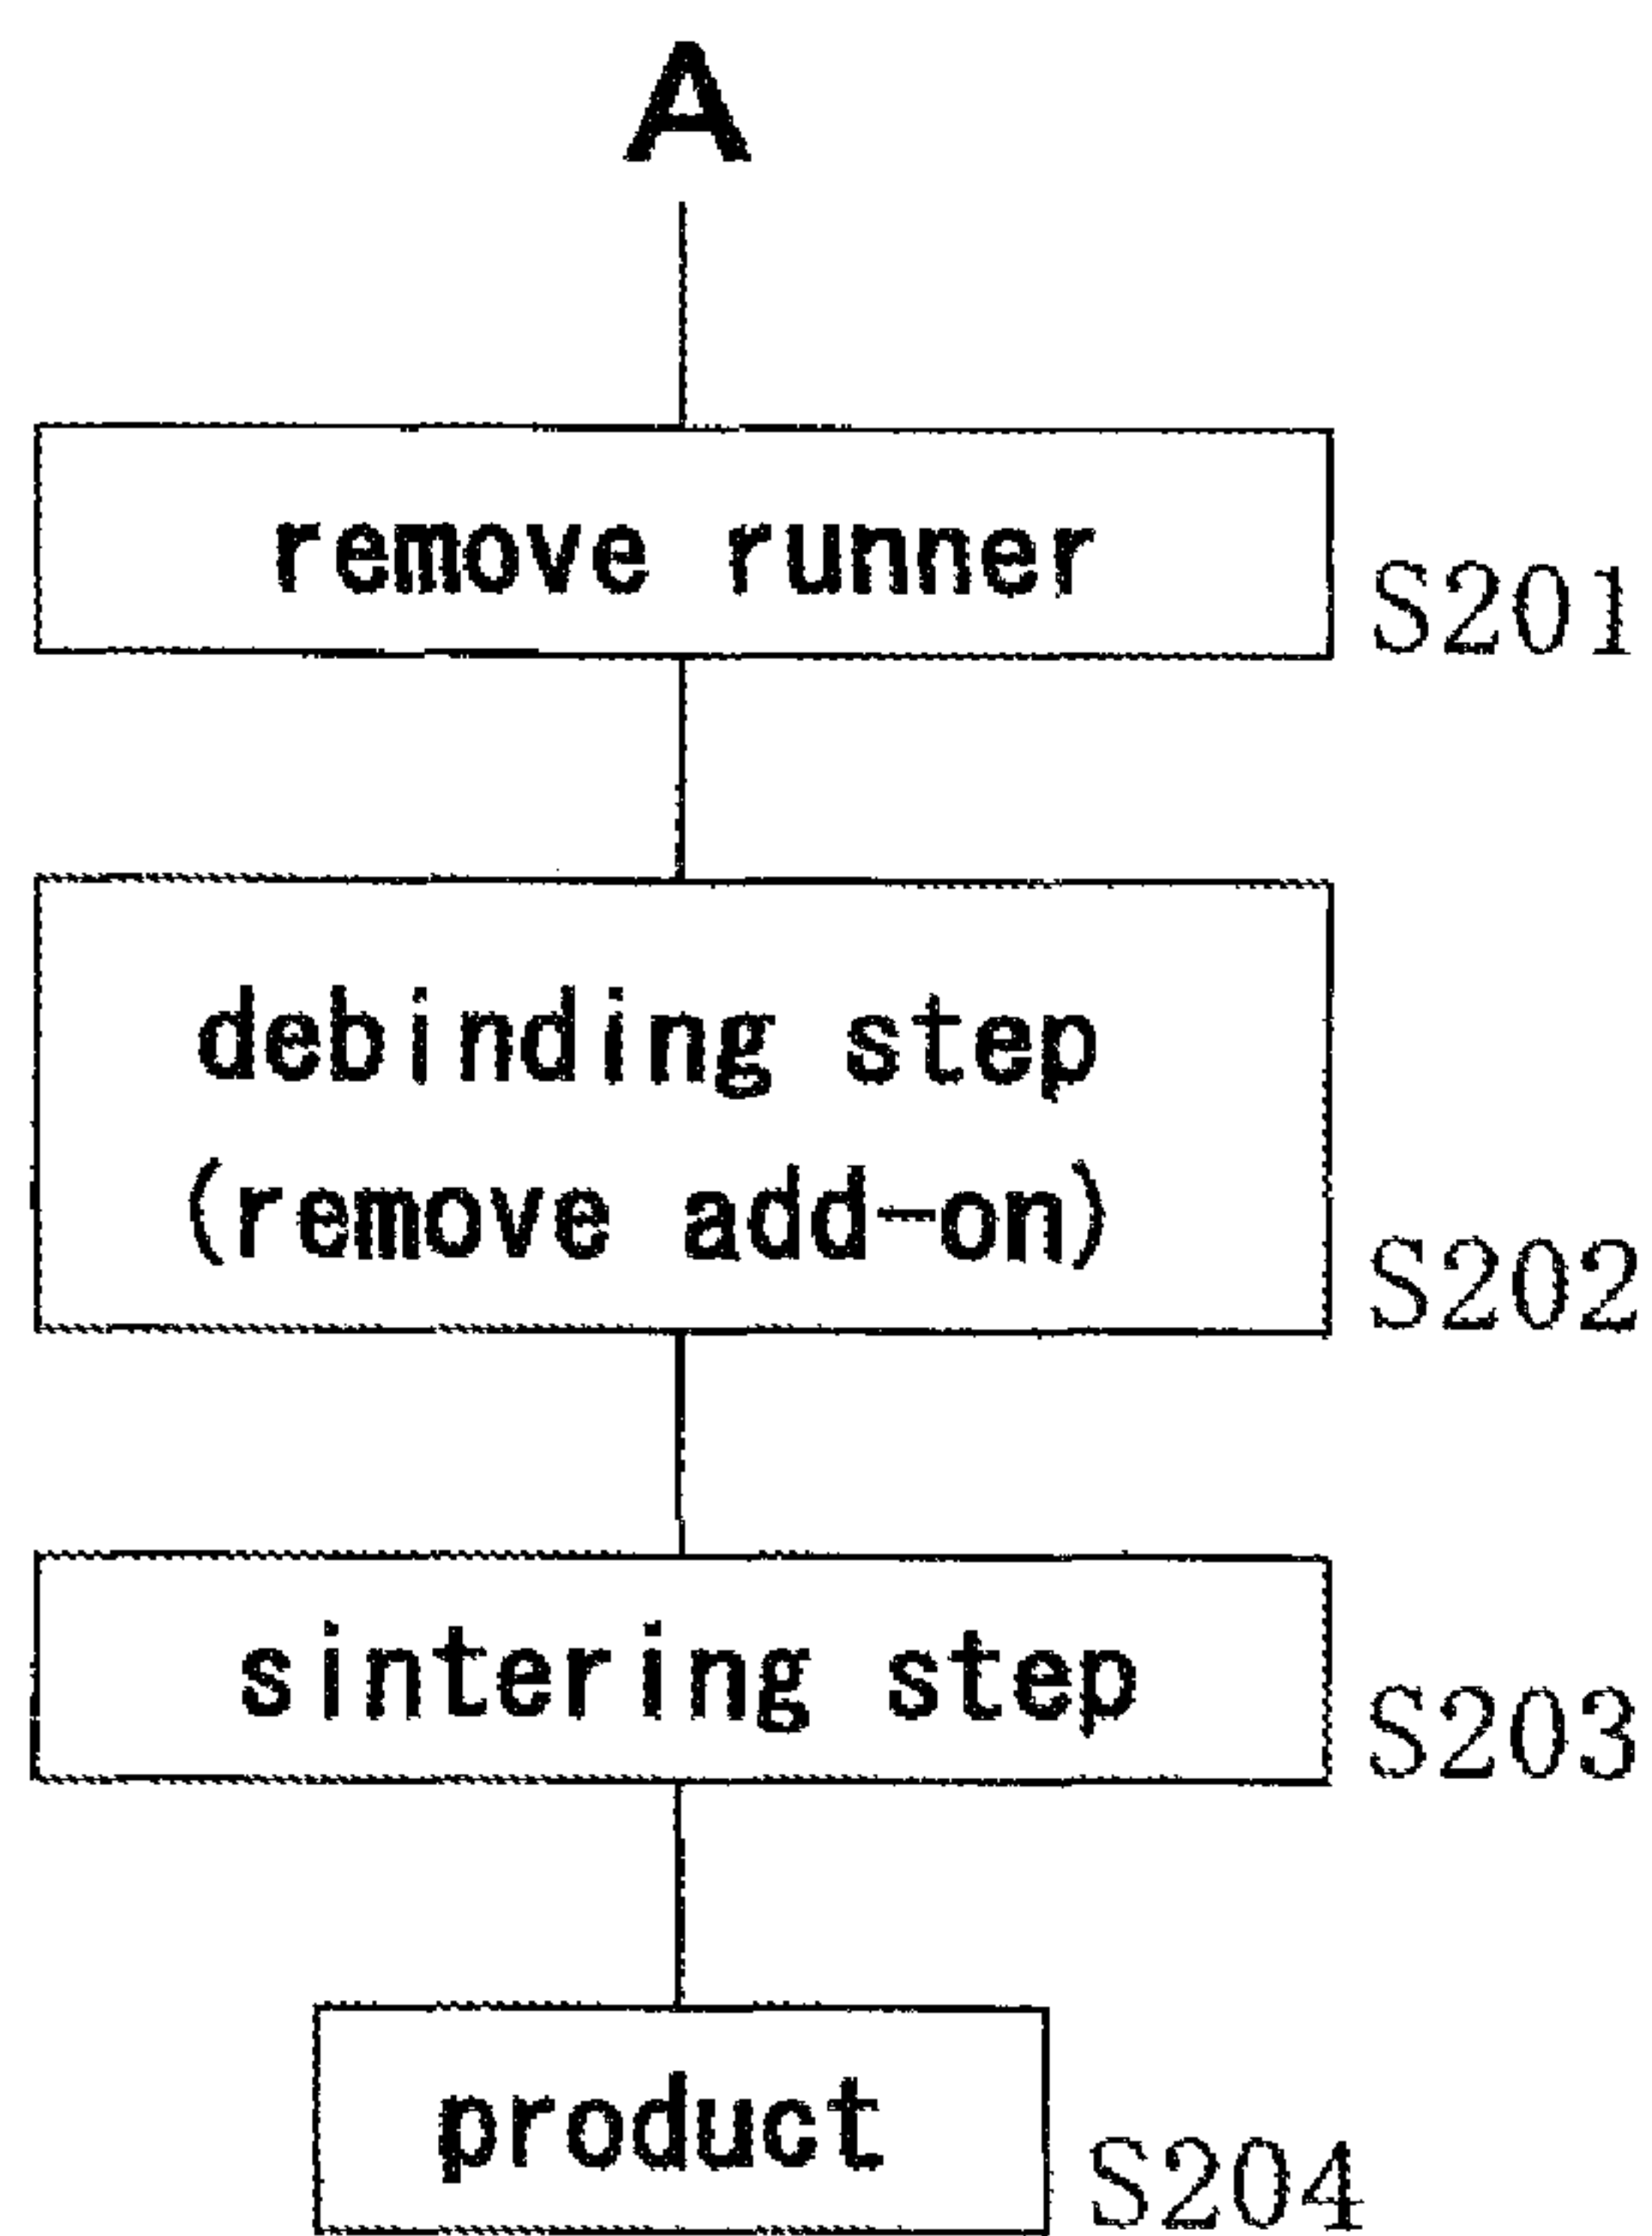 A
remove runner
S201
debinding step
(remove add-on)
S202
sintering step
S203
product
S204